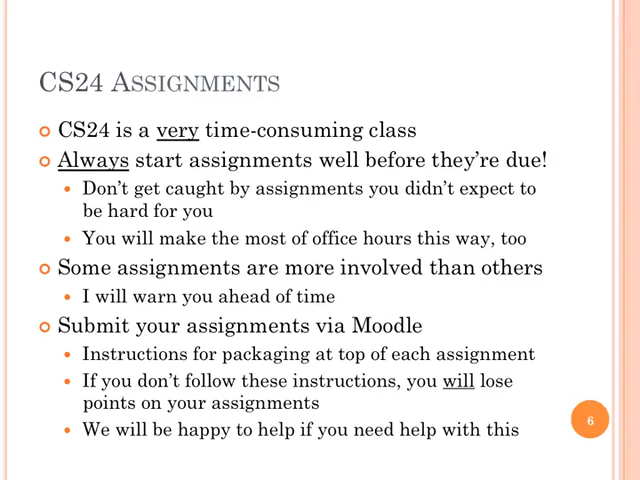 CS24 ASSIGNMENTS
CS24 is a very time-consuming class
Always start assignments well before they're due!
Don't get caught by assignments you didn't expect to
be hard for you
You will make the most of office hours this way, too
Some assignments are more involved than others
I will warn you ahead of time
Submit your assignments via Moodle
Instructions for packaging at top of each assignment
If you don't follow these instructions, you will lose
points on your assignments
We will be happy to help if you need help with this
6